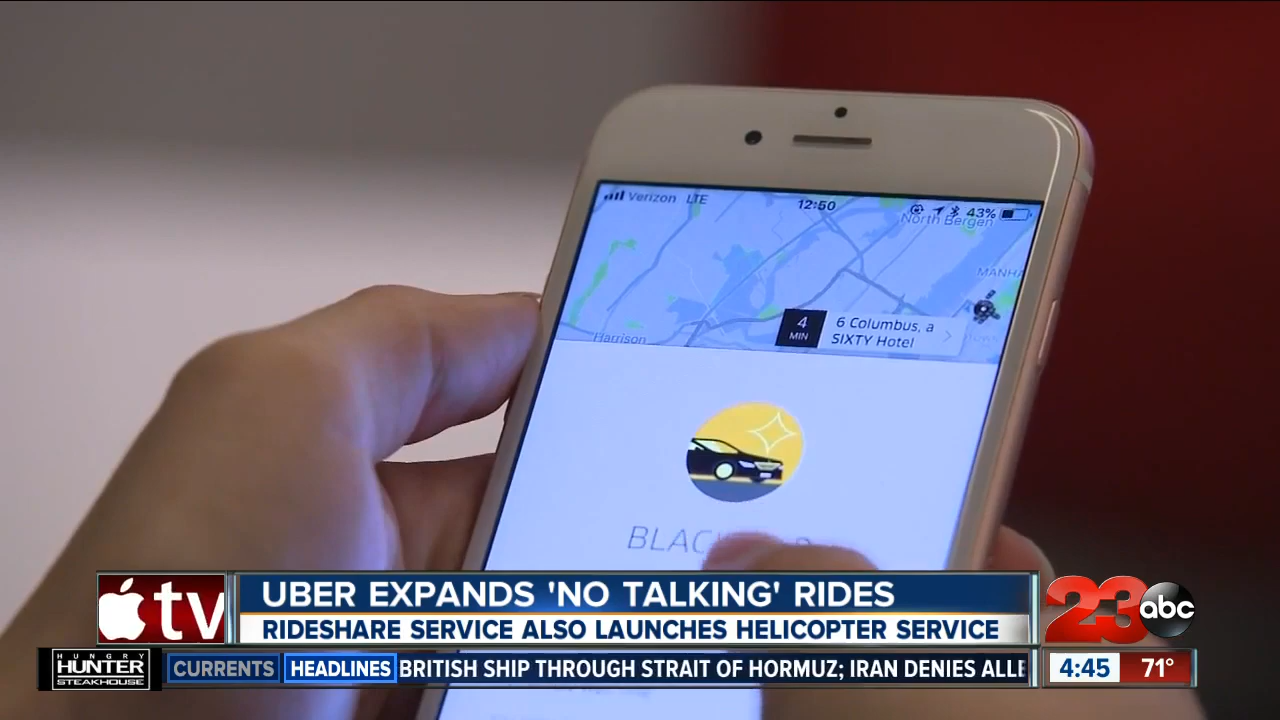 Verizon LTE 12:50 43%
North Bergen
MANHA
4 MIN
6 Columbus, a
SIXTY Hotel
Harrison
BLAC
tv
UBER EXPANDS 'NO TALKING' RIDES
RIDESHARE SERVICE ALSO LAUNCHES HELICOPTER SERVICE
23 abc
HUNGRY
HUNTER
STEAKHOUSE
CURRENTS HEADLINES BRITISH SHIP THROUGH STRAIT OF HORMUZ; IRAN DENIES ALLE
4:45 71°